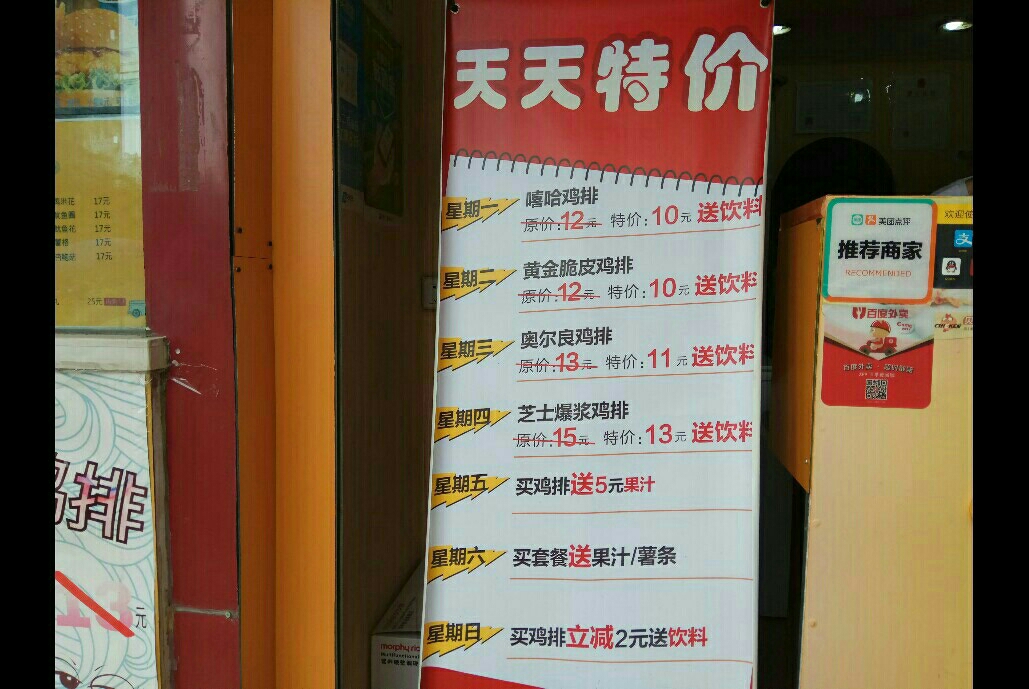 天天特价
星期一
嘻哈鸡排
原价:12元 特价:10元 送饮料
星期二
黄金脆皮鸡排
原价:12元 特价:10元 送饮料
星期三
奥尔良鸡排
原价:13元 特价:11元 送饮料
星期四
芝士爆浆鸡排
原价:15元 特价:13元 送饮料
星期五
买鸡排送5元果汁
星期六
买套餐送果汁/薯条
星期日
买鸡排立减2元送饮料
美团点评
推荐商家
RECOMMENDED
欢迎使
支
百度外卖
17元
17元
17元
17元
17元
25元
鸡排
13元
morphy ric